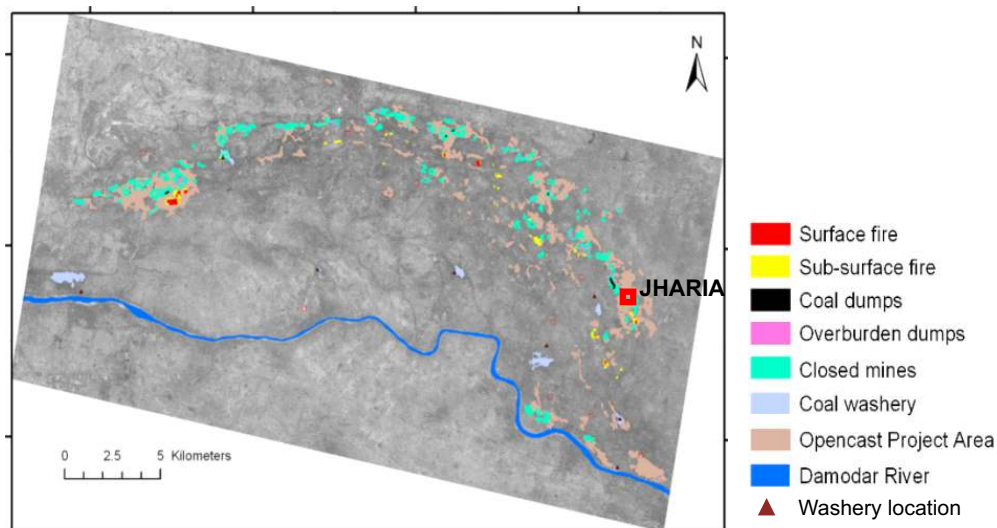 N
JHARIA
0 2.5 5 Kilometers
Surface fire
Sub-surface fire
Coal dumps
Overburden dumps
Closed mines
Coal washery
Opencast Project Area
Damodar River
Washery location